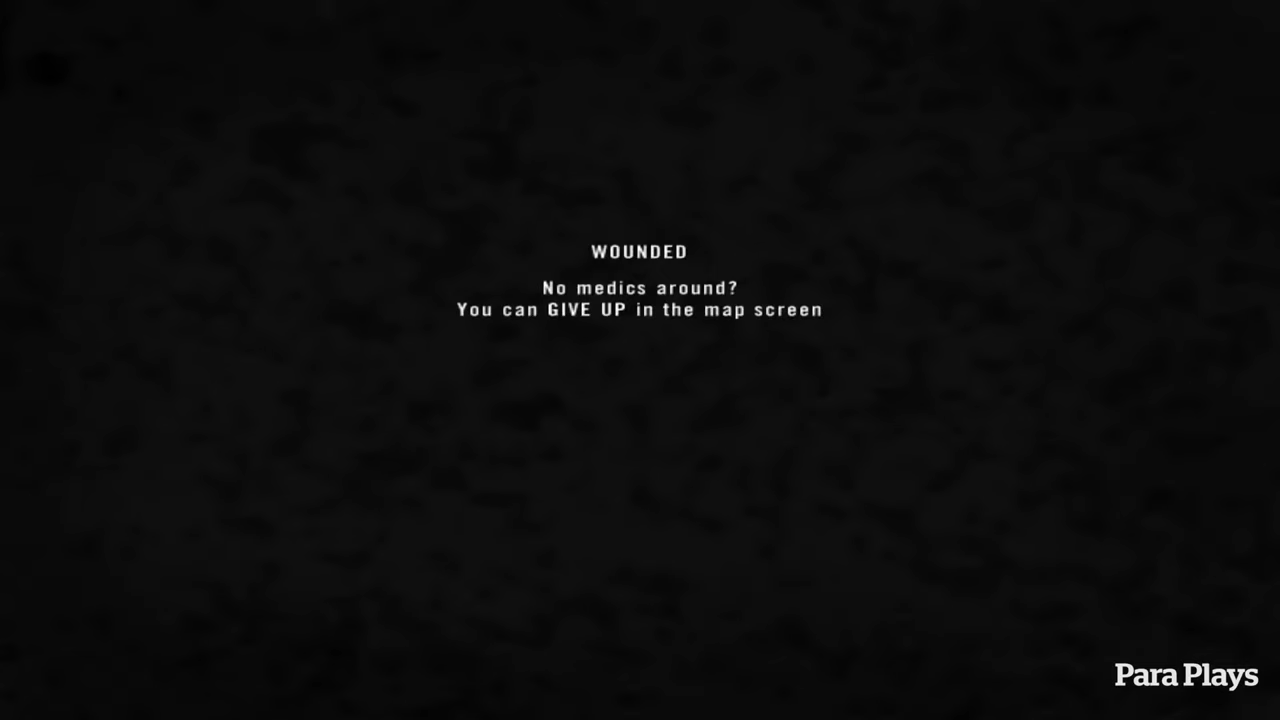 WOUNDED
No medics around?
You can GIVE UP in the map screen
Para Plays